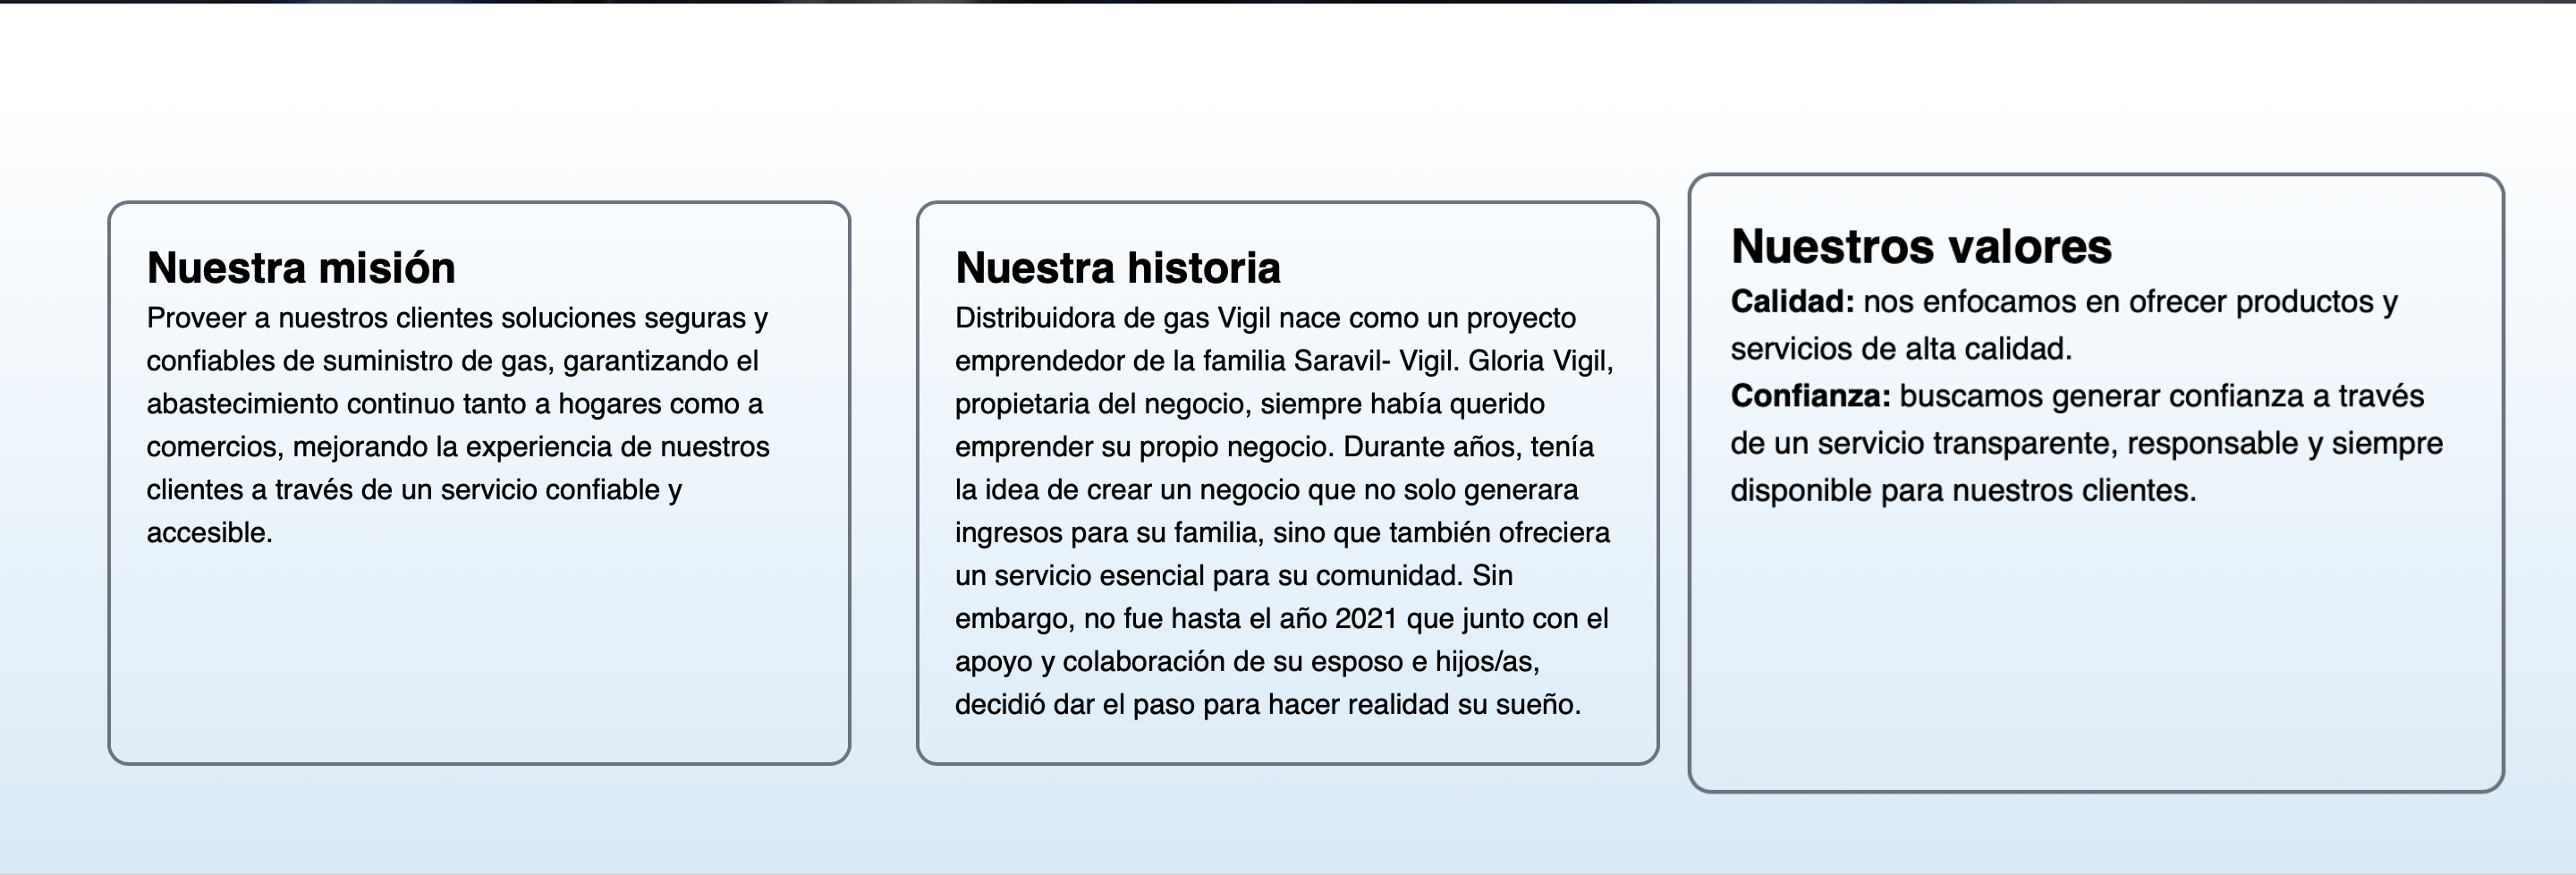 Nuestra misión
Proveer a nuestros clientes soluciones seguras y
confiables de suministro de gas, garantizando el
abastecimiento continuo tanto a hogares como a
comercios, mejorando la experiencia de nuestros
clientes a través de un servicio confiable y
accesible.
Nuestra historia
Distribuidora de gas Vigil nace como un proyecto
emprendedor de la familia Saravil- Vigil. Gloria Vigil,
propietaria del negocio, siempre había querido
emprender su propio negocio. Durante años, tenía
la idea de crear un negocio que no solo generara
ingresos para su familia, sino que también ofreciera
un servicio esencial para su comunidad. Sin
embargo, no fue hasta el año 2021 que junto con el
apoyo y colaboración de su esposo e hijos/as,
decidió dar el paso para hacer realidad su sueño.
Nuestros valores
Calidad: nos enfocamos en ofrecer productos y
servicios de alta calidad.
Confianza: buscamos generar confianza a través
de un servicio transparente, responsable y siempre
disponible para nuestros clientes.